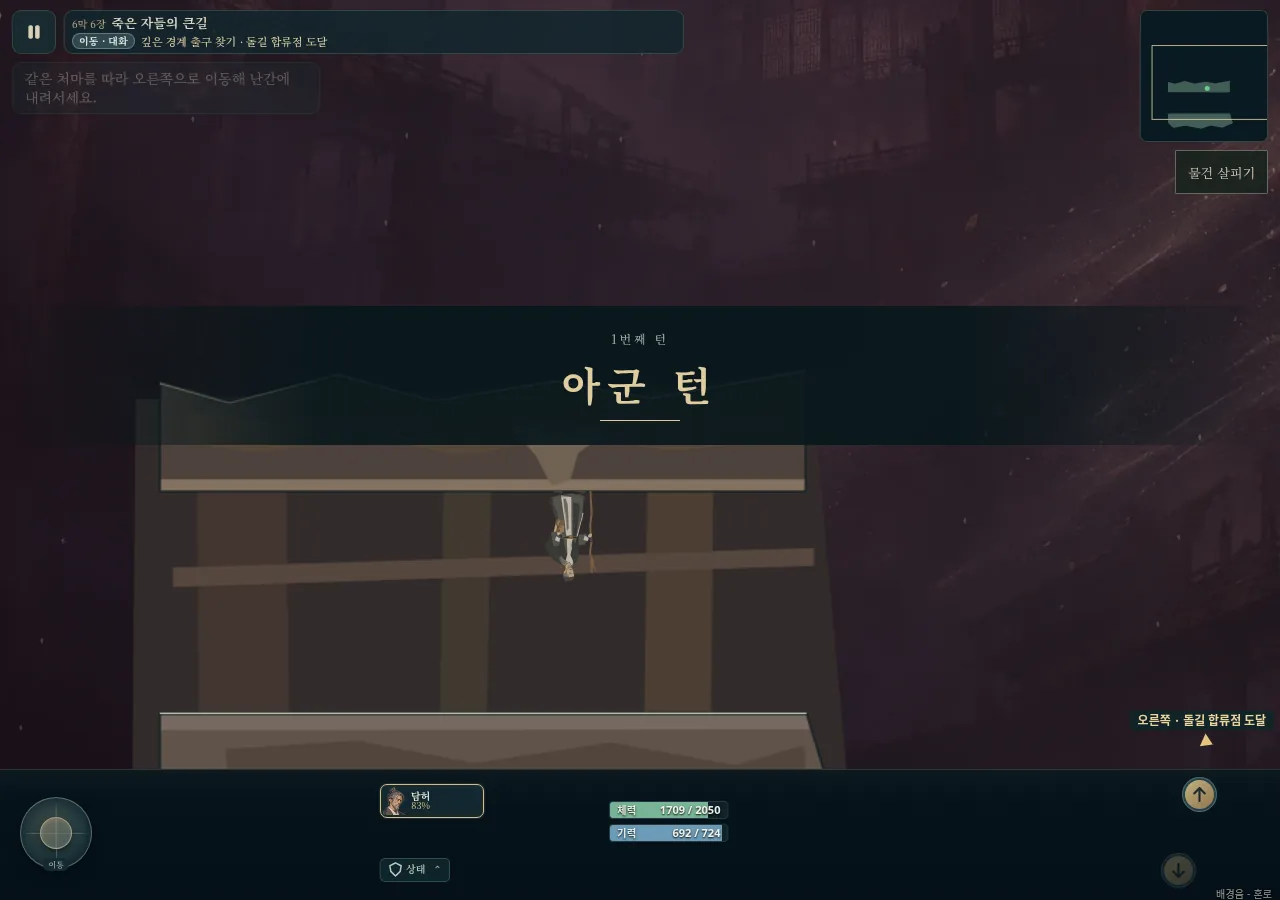 6막 6장 죽은 자들의 큰길
이동 · 대화 깊은 경계 출구 찾기 · 돌길 합류점 도달
같은 처마를 따라 오른쪽으로 이동해 난간에
내려서세요.
물건 살피기
1번째 턴
아군 턴
오른쪽 · 돌길 합류점 도달
담허
83%
체력 1709 / 2050
기력 692 / 724
이동
상태
배경음 - 혼로